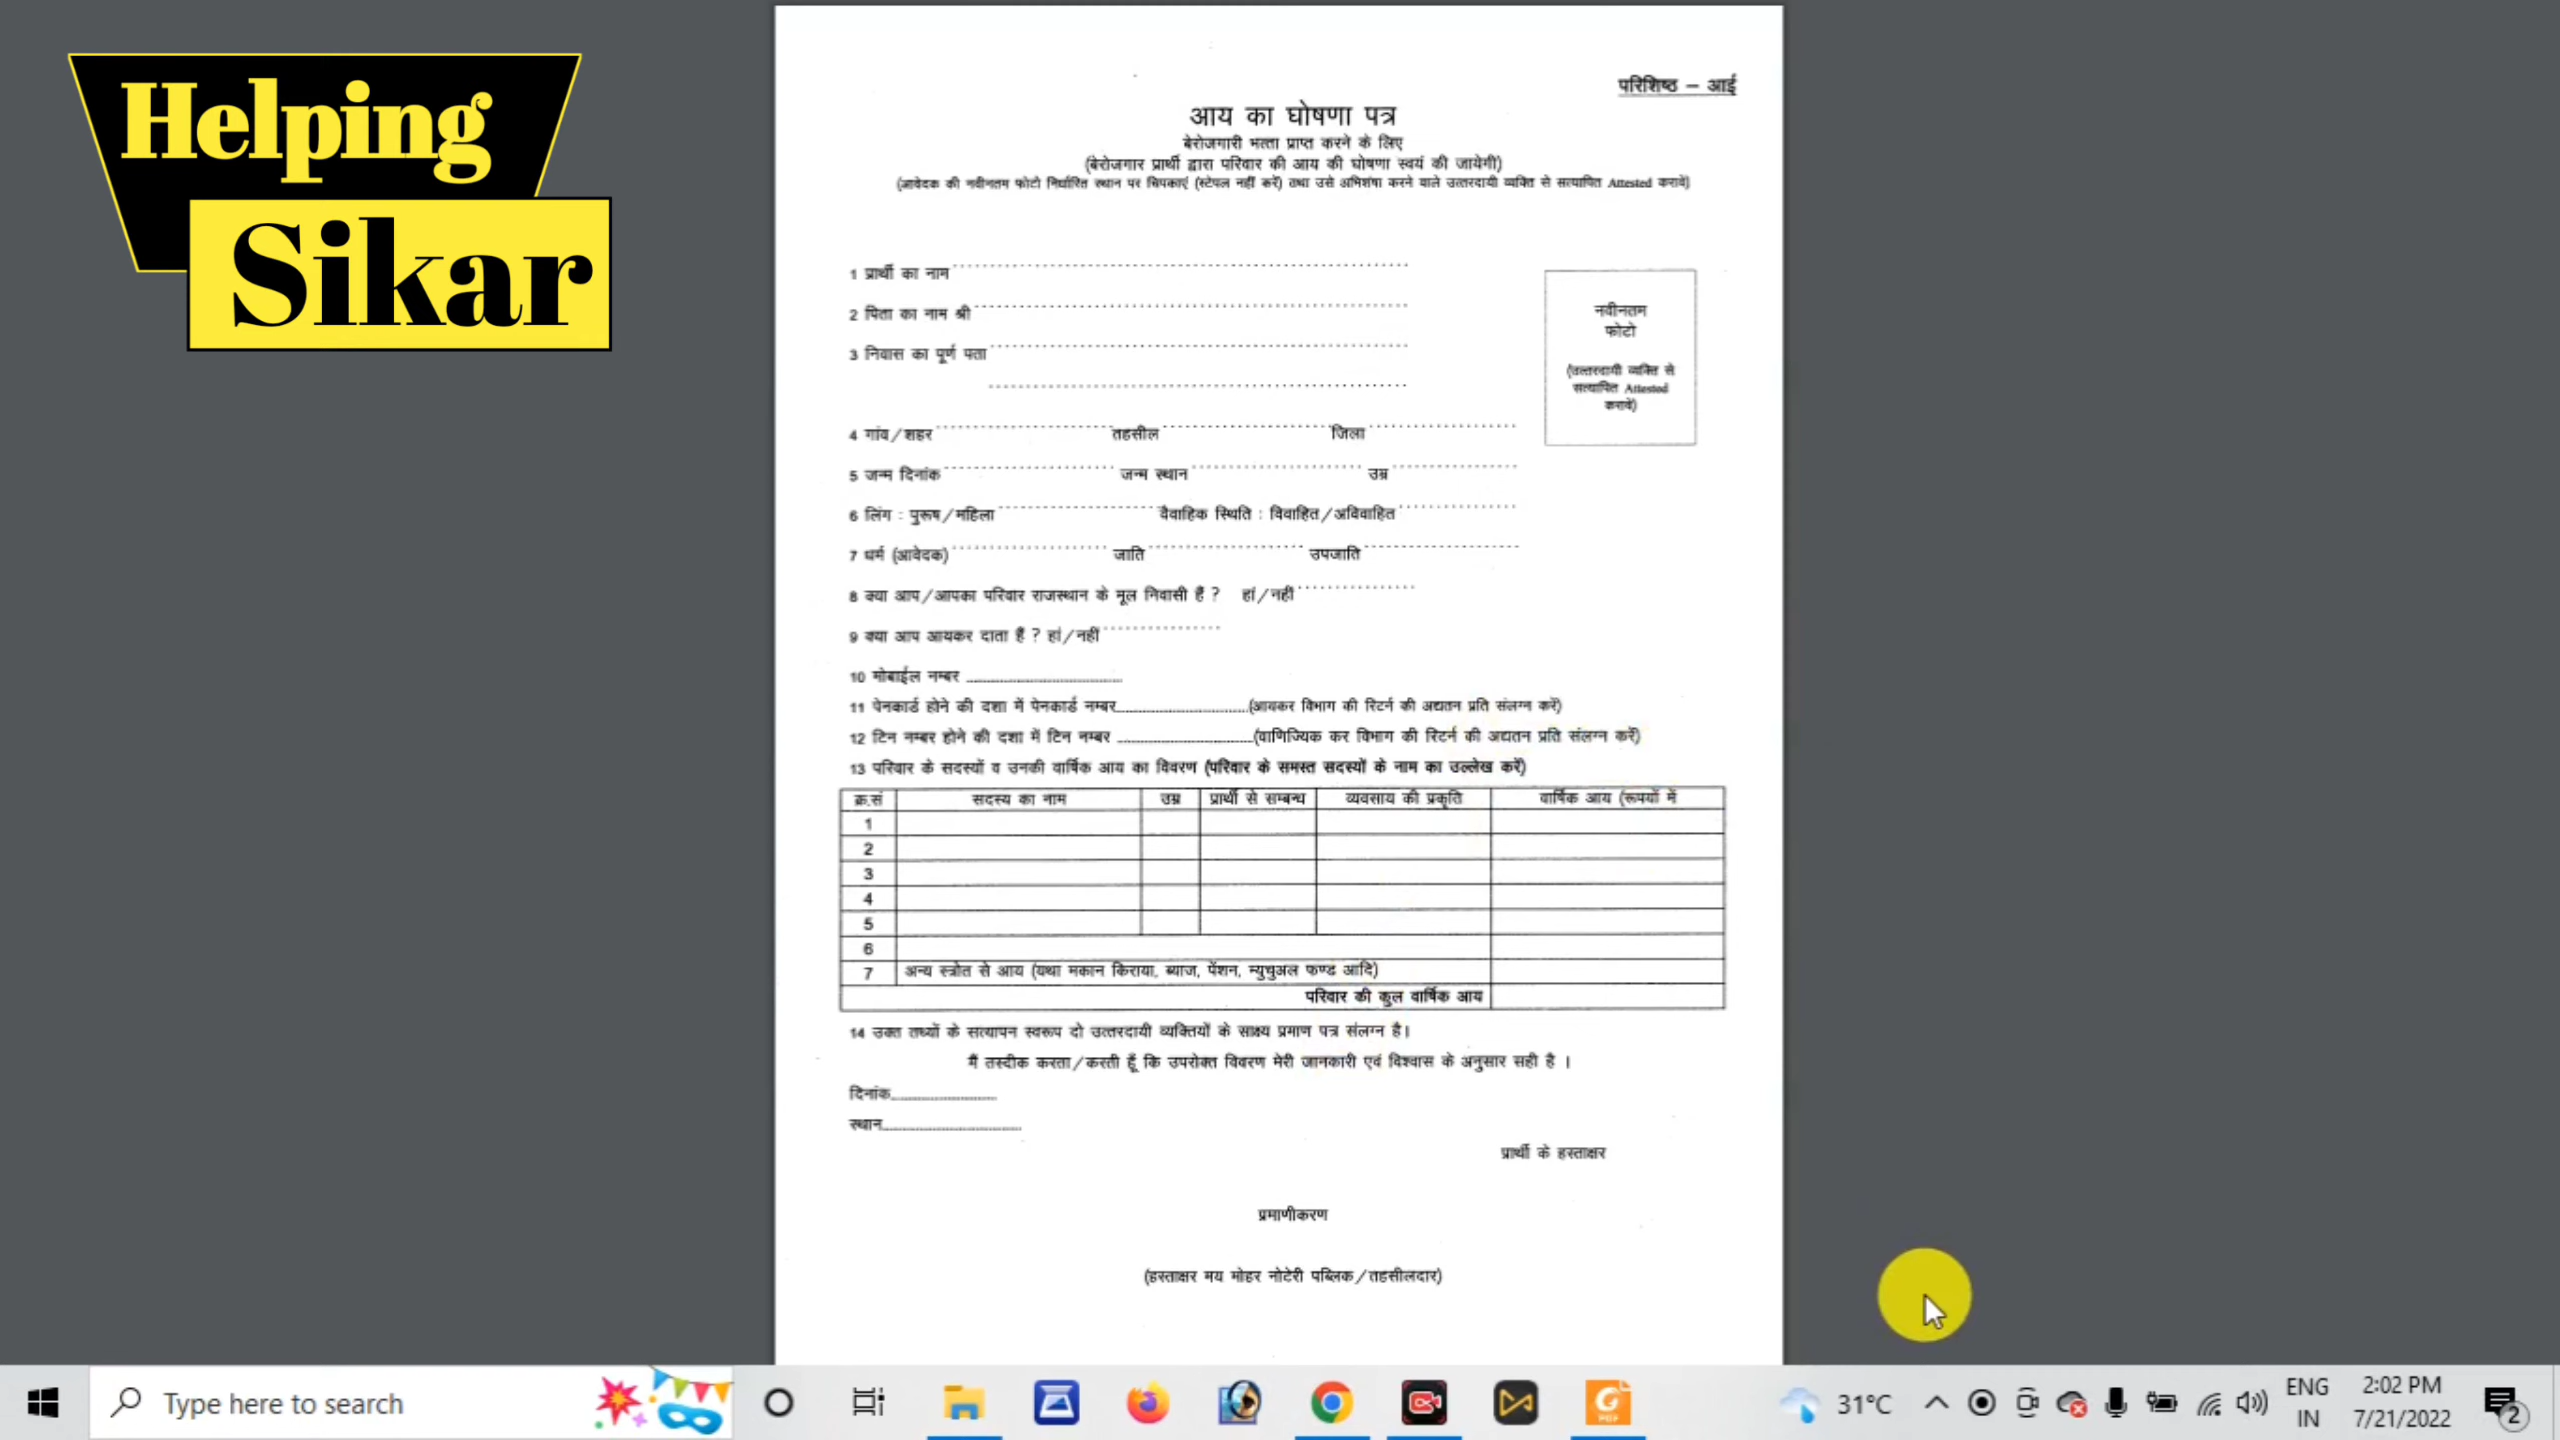 Helping
Sikar
परिशिष्ठ – आई
आय का घोषणा पत्र
बेरोजगारी भत्ता प्राप्त करने के लिए
(बेरोजगार प्रार्थी द्वारा परिवार की आय की घोषणा स्वयं की जायेगी)
(आवेदक की नवीनतम फोटो निर्धारित स्थान पर चिपकाएं (स्टेपल नहीं करें) तथा उसे अभिशंषा करने वाले उत्तरदायी व्यक्ति से सत्यापित Attested करावें)
1 प्रार्थी का नाम
2 पिता का नाम श्री
3 निवास का पूर्ण पता
नवीनतम
फोटो
(उत्तरदायी व्यक्ति से
सत्यापित Attested
करावें)
4 गांव/शहर तहसील जिला
5 जन्म दिनांक जन्म स्थान उम्र
6 लिंग : पुरूष/महिला वैवाहिक स्थिति : विवाहित/अविवाहित
7 धर्म (आवेदक) जाति उपजाति
8 क्या आप/आपका परिवार राजस्थान के मूल निवासी हैं ? हां/नहीं
9 क्या आप आयकर दाता हैं ? हां/नहीं
10 मोबाईल नम्बर
11 पेनकार्ड होने की दशा में पेनकार्ड नम्बर (आयकर विभाग की रिटर्न की अद्यतन प्रति संलग्न करें)
12 टिन नम्बर होने की दशा में टिन नम्बर (वाणिज्यिक कर विभाग की रिटर्न की अद्यतन प्रति संलग्न करें)
13 परिवार के सदस्यों व उनकी वार्षिक आय का विवरण (परिवार के समस्त सदस्यों के नाम का उल्लेख करें)
क्र.सं सदस्य का नाम उम्र प्रार्थी से सम्बन्ध व्यवसाय की प्रकृति वार्षिक आय (रूपयों में
1
2
3
4
5
6
7 अन्य स्त्रोत से आय (यथा मकान किराया, ब्याज, पेंशन, म्युचुअल फण्ड आदि)
परिवार की कुल वार्षिक आय
14 उक्त तथ्यों के सत्यापन स्वरूप दो उत्तरदायी व्यक्तियों के साक्ष्य प्रमाण पत्र संलग्न है।
मैं तस्दीक करता/करती हूँ कि उपरोक्त विवरण मेरी जानकारी एवं विश्वास के अनुसार सही है ।
दिनांक
स्थान
प्रार्थी के हस्ताक्षर
प्रमाणीकरण
(हस्ताक्षर मय मोहर नोटेरी पब्लिक/तहसीलदार)
Type here to search
31°C
ENG
IN
2:02 PM
7/21/2022
2